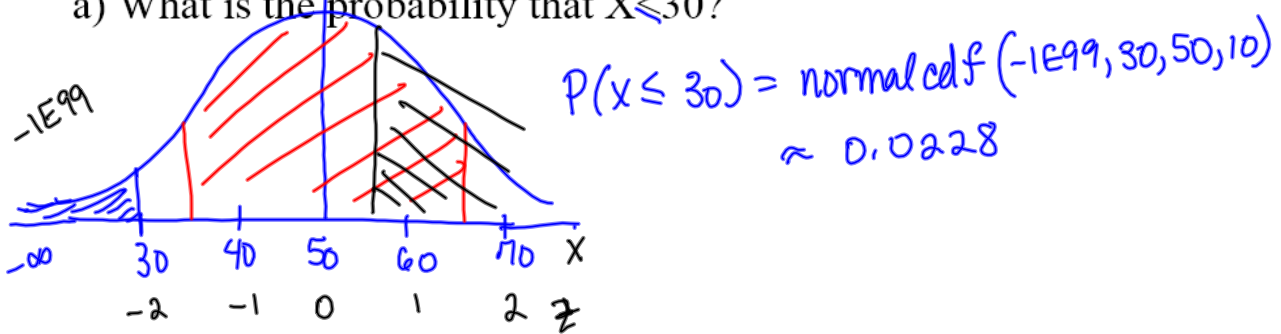 a) What is the probability that X≤30?
-1E99
P(X ≤ 30) = normalcdf(-1E99, 30, 50, 10)
≈ 0.0228
-∞ 30 40 50 60 70 X
-2 -1 0 1 2 Z